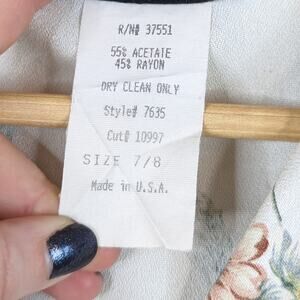 R/N# 37551
55% ACETATE
45% RAYON
DRY CLEAN ONLY
Style# 7635
Cut# 10997
SIZE 7/8
Made in U.S.A.